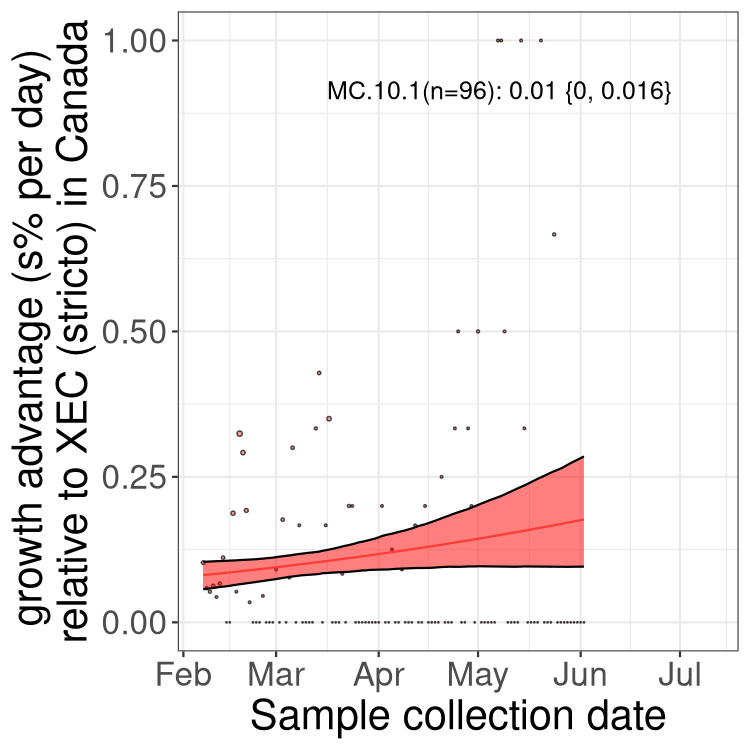 growth advantage (s% per day)
relative to XEC (stricto) in Canada
1.00
0.75
0.50
0.25
0.00
MC.10.1(n=96): 0.01 {0, 0.016}
Feb Mar Apr May Jun Jul
Sample collection date